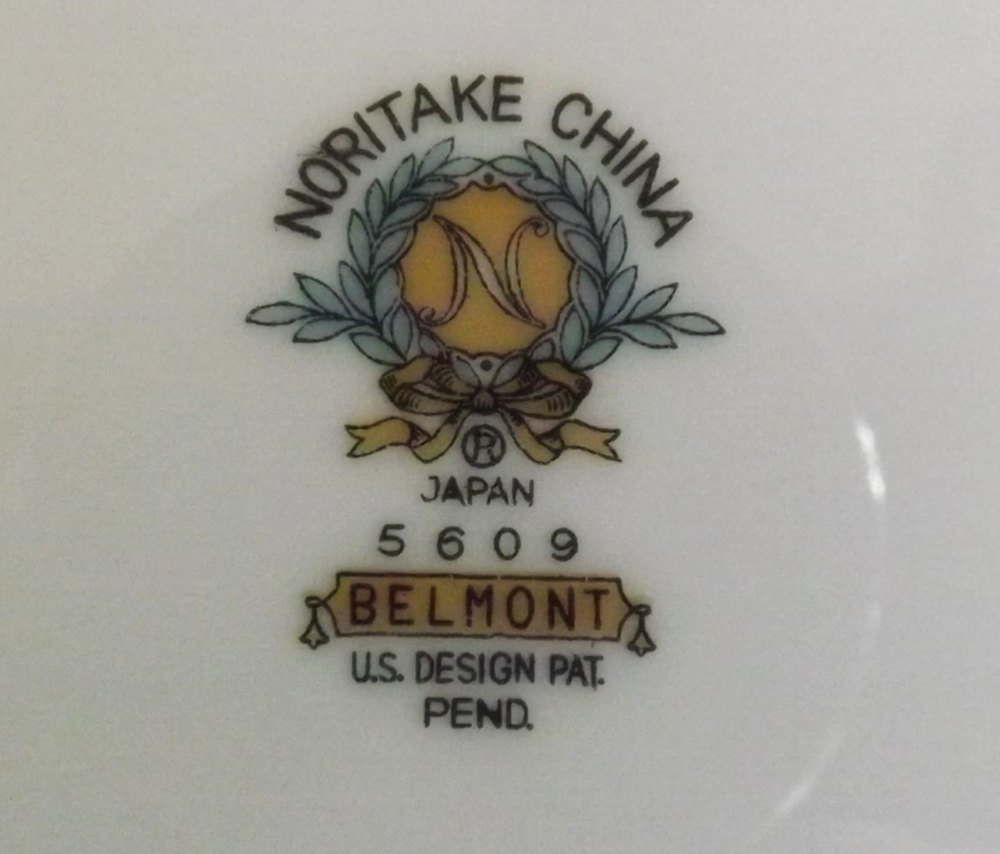 NORITAKE CHINA
N
®
JAPAN
5609
BELMONT
U.S. DESIGN PAT.
PEND.